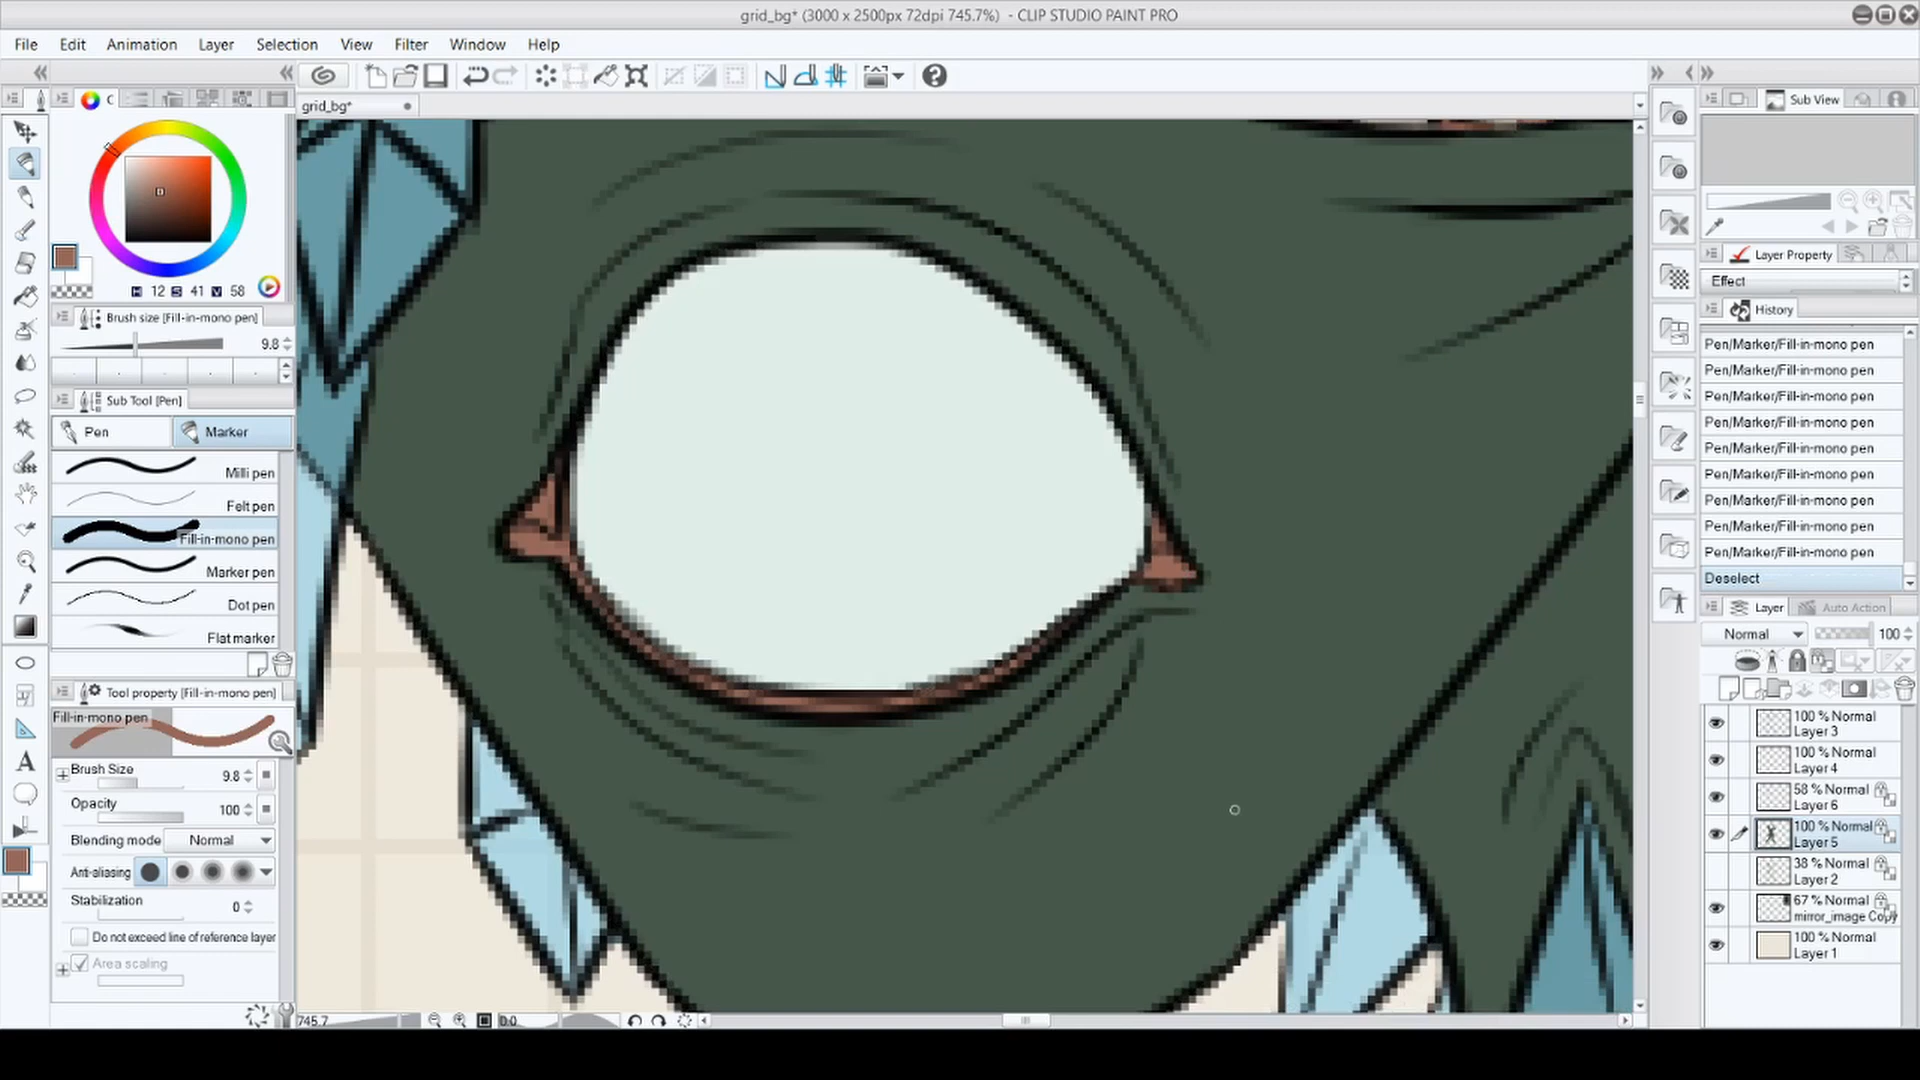 grid_bg* (3000 x 2500px 72dpi 745.7%) - CLIP STUDIO PAINT PRO
File Edit Animation Layer Selection View Filter Window Help
grid_bg*
C
H 12 S 41 V 58
Brush size [Fill-in-mono pen]
9.8
Sub Tool [Pen]
Pen Marker
Milli pen
Felt pen
Fill-in-mono pen
Marker pen
Dot pen
Flat marker
Tool property [Fill-in-mono pen]
Fill-in-mono pen
Brush Size 9.8
Opacity 100
Blending mode Normal
Anti-aliasing
Stabilization 0
Do not exceed line of reference layer
Area scaling
745.7 0.0
Sub View
Layer Property
Effect
History
Pen/Marker/Fill-in-mono pen
Pen/Marker/Fill-in-mono pen
Pen/Marker/Fill-in-mono pen
Pen/Marker/Fill-in-mono pen
Pen/Marker/Fill-in-mono pen
Pen/Marker/Fill-in-mono pen
Pen/Marker/Fill-in-mono pen
Pen/Marker/Fill-in-mono pen
Pen/Marker/Fill-in-mono pen
Deselect
Layer Auto Action
Normal 100
100 % Normal
Layer 3
100 % Normal
Layer 4
58 % Normal
Layer 6
100 % Normal
Layer 5
38 % Normal
Layer 2
67 % Normal
mirror_image Copy
100 % Normal
Layer 1